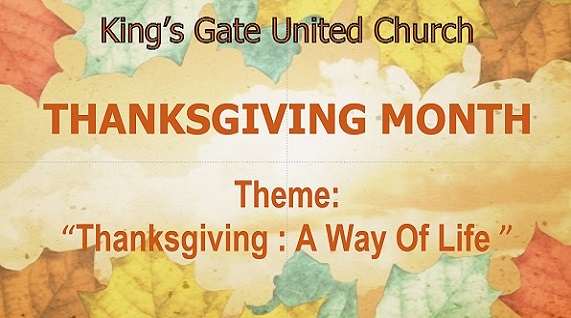 King’s Gate United Church
THANKSGIVING MONTH
Theme:
“Thanksgiving : A Way Of Life ”